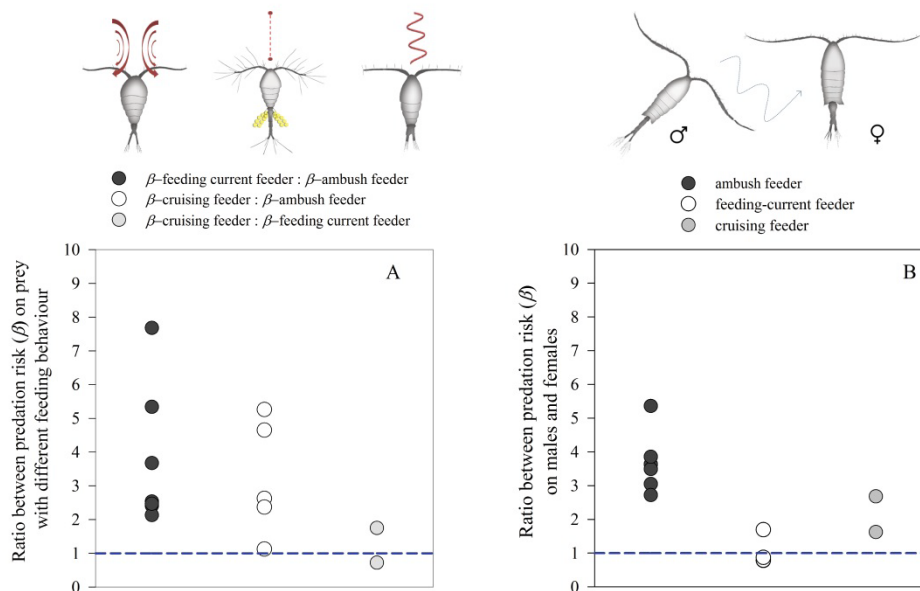 β–feeding current feeder : β–ambush feeder
β–cruising feeder : β–ambush feeder
β–cruising feeder : β–feeding current feeder
Ratio between predation risk (β) on prey
with different feeding behaviour
10
9
8
7
6
5
4
3
2
1
0
A
♂
♀
ambush feeder
feeding-current feeder
cruising feeder
Ratio between predation risk (β)
on males and females
10
9
8
7
6
5
4
3
2
1
0
B